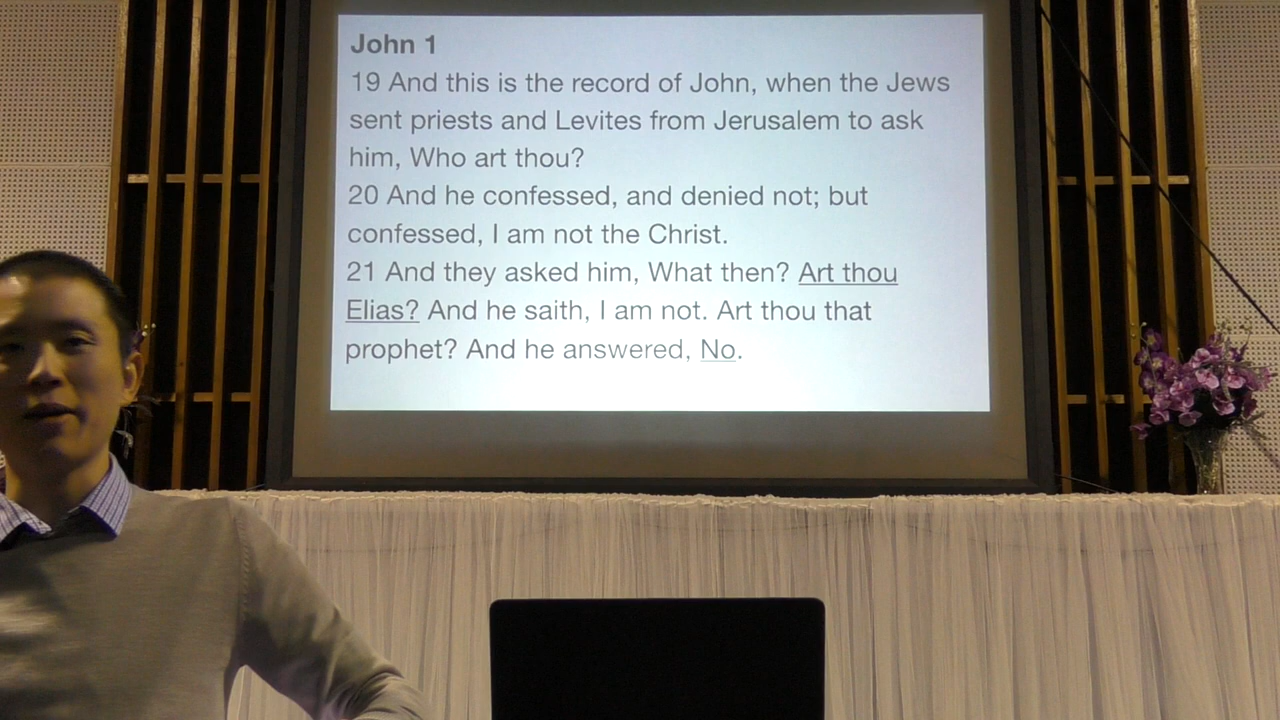 John 1
19 And this is the record of John, when the Jews
sent priests and Levites from Jerusalem to ask
him, Who art thou?
20 And he confessed, and denied not; but
confessed, I am not the Christ.
21 And they asked him, What then? Art thou
Elias? And he saith, I am not. Art thou that
prophet? And he answered, No.